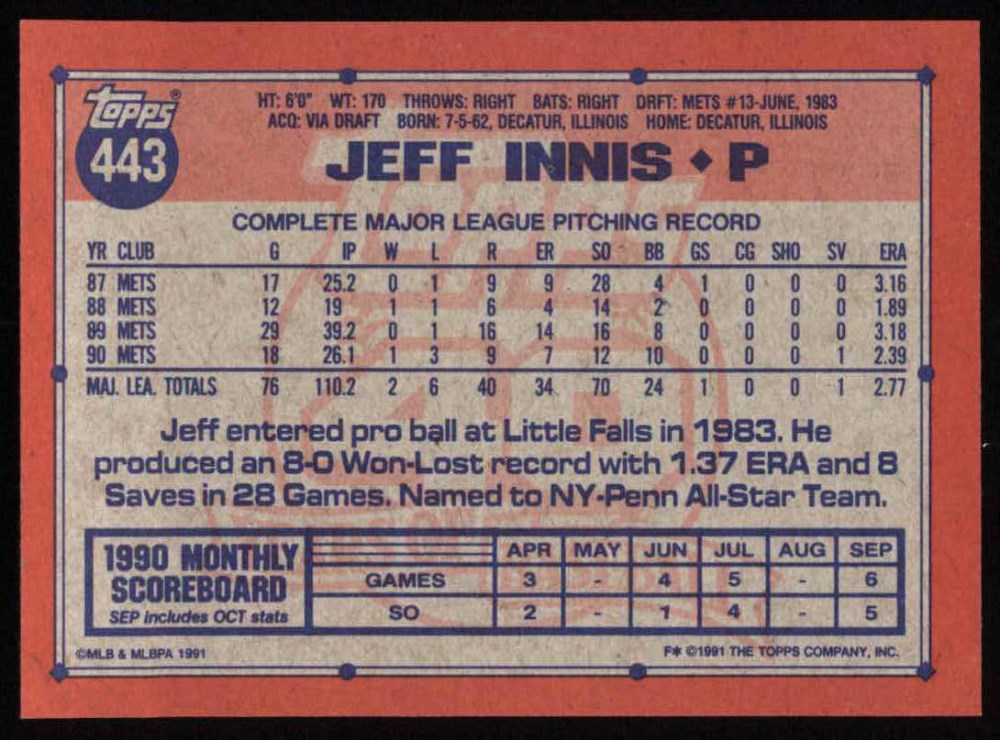 TOPPS®
443
HT: 6'0" WT: 170 THROWS: RIGHT BATS: RIGHT DRFT: METS #13-JUNE, 1983
ACQ: VIA DRAFT BORN: 7-5-62, DECATUR, ILLINOIS HOME: DECATUR, ILLINOIS
JEFF INNIS ♦ P
COMPLETE MAJOR LEAGUE PITCHING RECORD
YR CLUB G IP W L R ER SO BB GS CG SHO SV ERA
87 METS 17 25.2 0 1 9 9 28 4 1 0 0 0 3.16
88 METS 12 19 1 1 6 4 14 2 0 0 0 0 1.89
89 METS 29 39.2 0 1 16 14 16 8 0 0 0 0 3.18
90 METS 18 26.1 1 3 9 7 12 10 0 0 0 1 2.39
MAJ. LEA. TOTALS 76 110.2 2 6 40 34 70 24 1 0 0 1 2.77
Jeff entered pro ball at Little Falls in 1983. He
produced an 8-0 Won-Lost record with 1.37 ERA and 8
Saves in 28 Games. Named to NY-Penn All-Star Team.
1990 MONTHLY
SCOREBOARD
SEP includes OCT stats
APR MAY JUN JUL AUG SEP
GAMES 3 - 4 5 - 6
SO 2 - 1 4 - 5
©MLB & MLBPA 1991
F* ©1991 THE TOPPS COMPANY, INC.